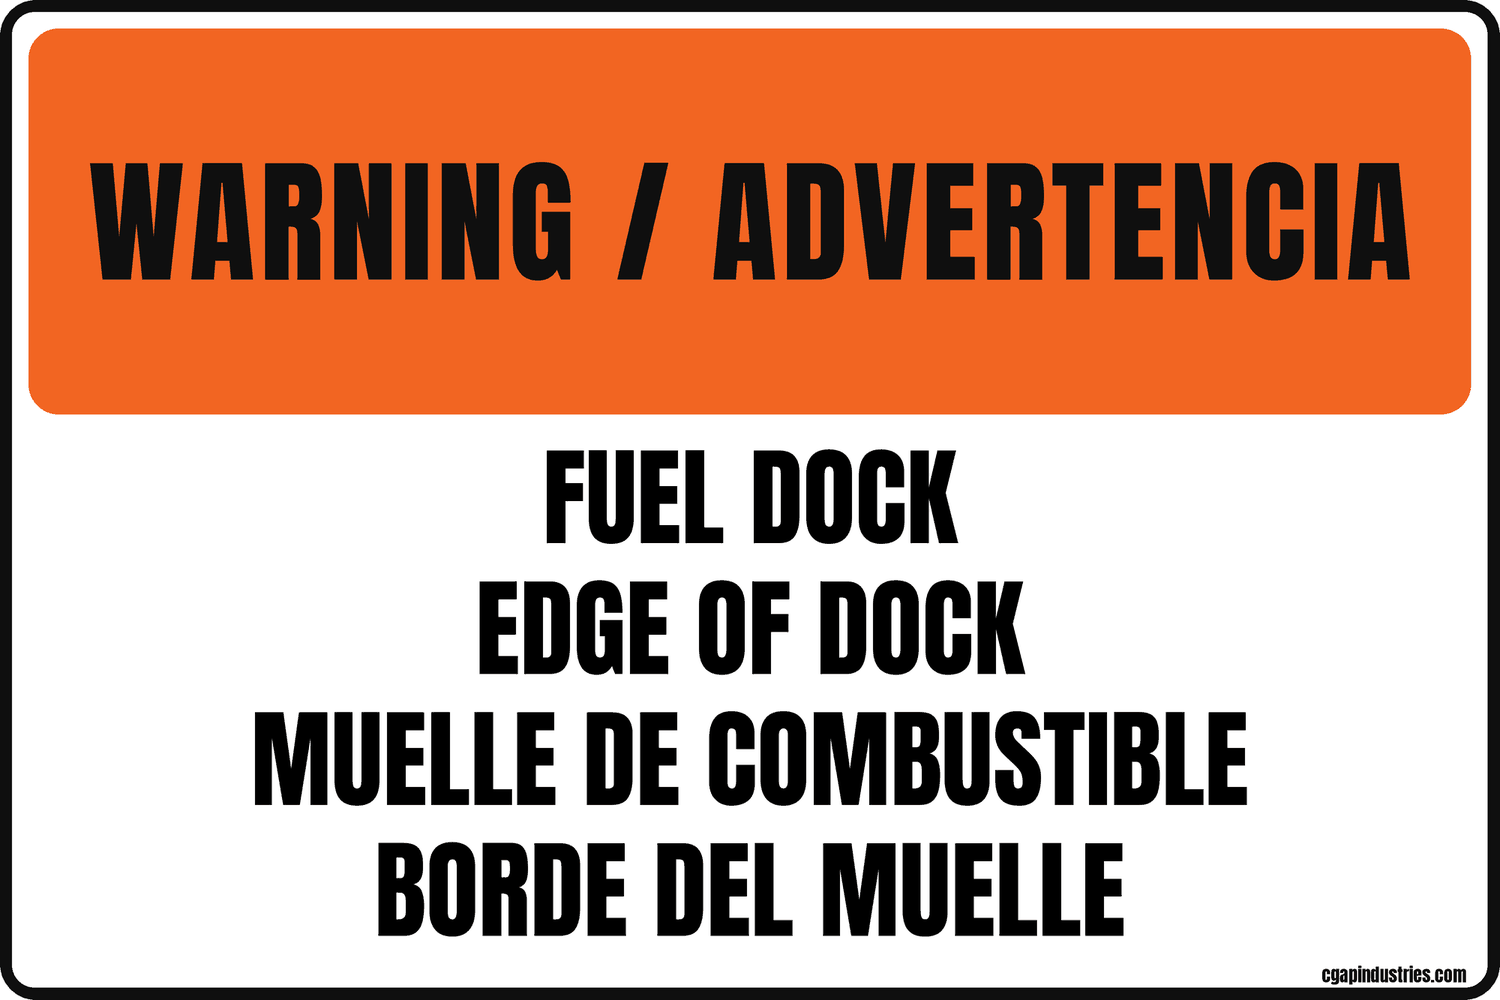 WARNING / ADVERTENCIA
FUEL DOCK
EDGE OF DOCK
MUELLE DE COMBUSTIBLE
BORDE DEL MUELLE
cgapindustries.com